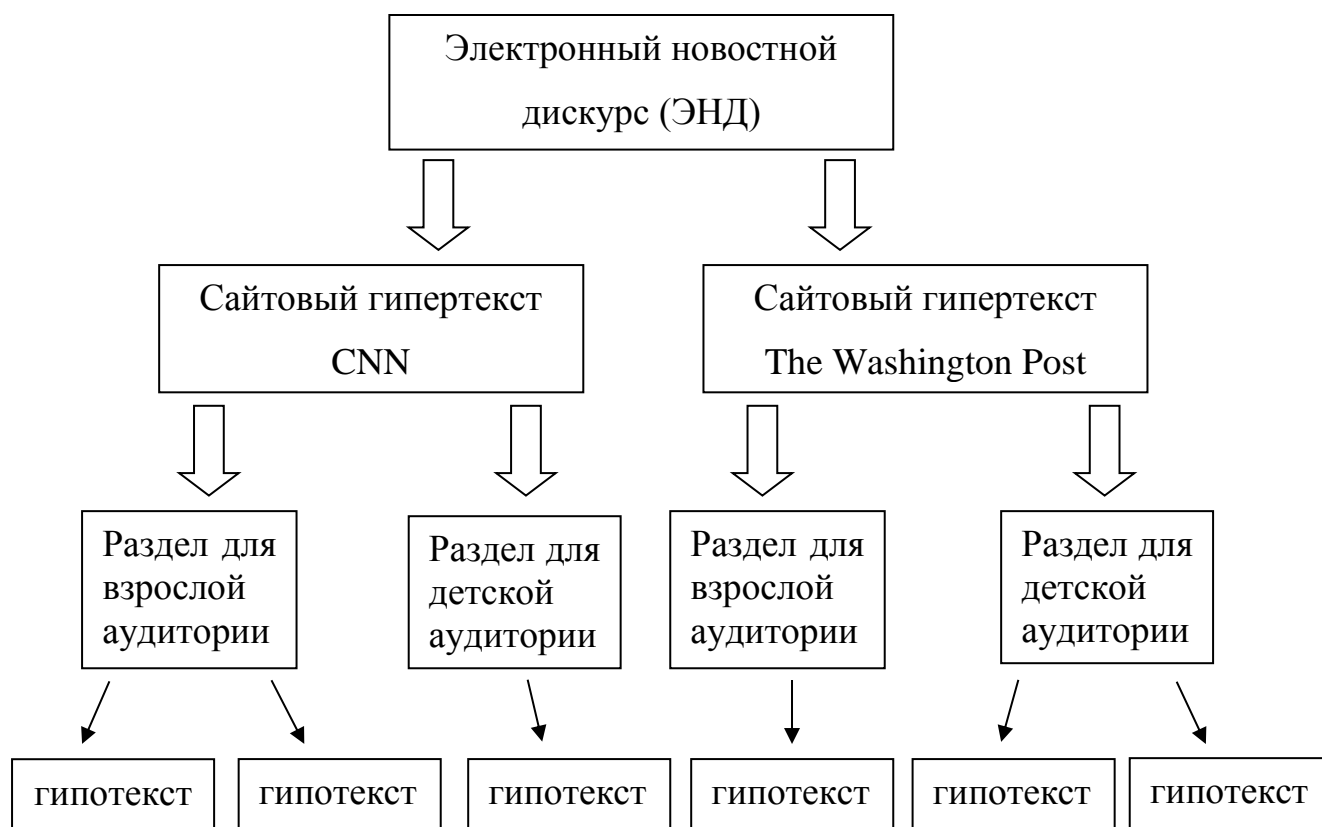 Электронный новостной
дискурс (ЭНД)
Сайтовый гипертекст
CNN
Сайтовый гипертекст
The Washington Post
Раздел для
взрослой
аудитории
Раздел для
детской
аудитории
Раздел для
взрослой
аудитории
Раздел для
детской
аудитории
гипотекст
гипотекст
гипотекст
гипотекст
гипотекст
гипотекст